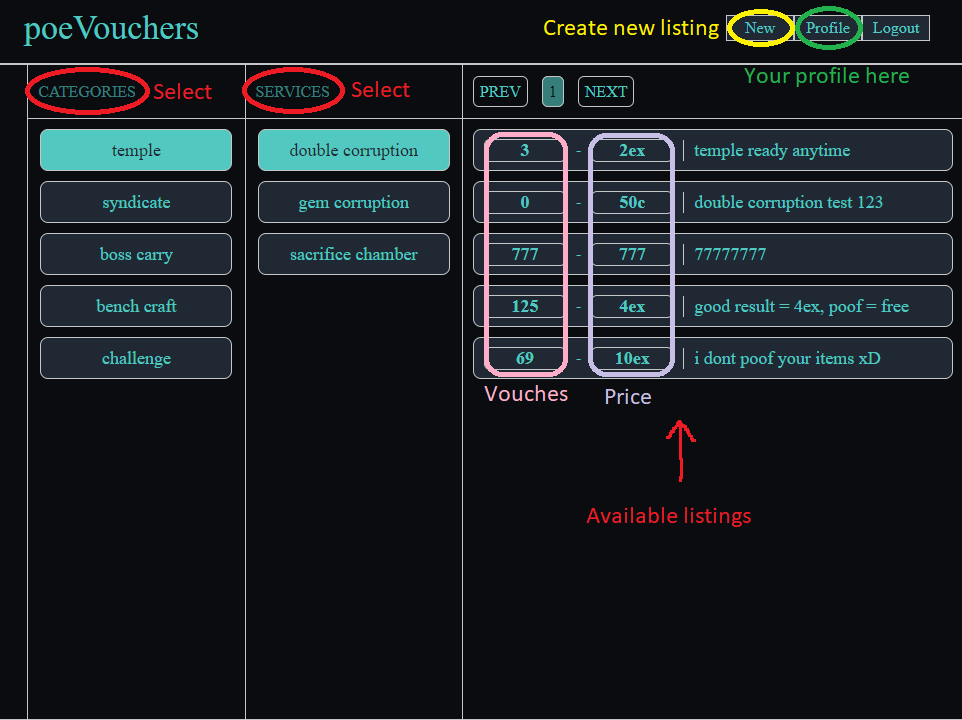 poeVouchers
Create new listing
New
Profile
Logout
Your profile here
CATEGORIES
Select
SERVICES
Select
PREV
1
NEXT
temple
syndicate
boss carry
bench craft
challenge
double corruption
gem corruption
sacrifice chamber
3 - 2ex | temple ready anytime
0 - 50c | double corruption test 123
777 - 777 | 77777777
125 - 4ex | good result = 4ex, poof = free
69 - 10ex | i dont poof your items xD
Vouches
Price
Available listings